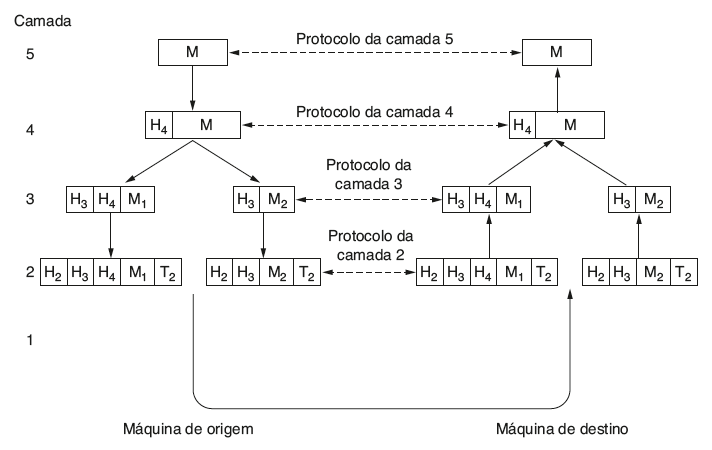 Camada
5 M Protocolo da camada 5 M
4 H4 M Protocolo da camada 4 H4 M
Protocolo da
camada 3
3 H3 H4 M1 H3 M2 H3 H4 M1 H3 M2
Protocolo da
camada 2
2 H2 H3 H4 M1 T2 H2 H3 M2 T2 H2 H3 H4 M1 T2 H2 H3 M2 T2
1
Máquina de origem Máquina de destino